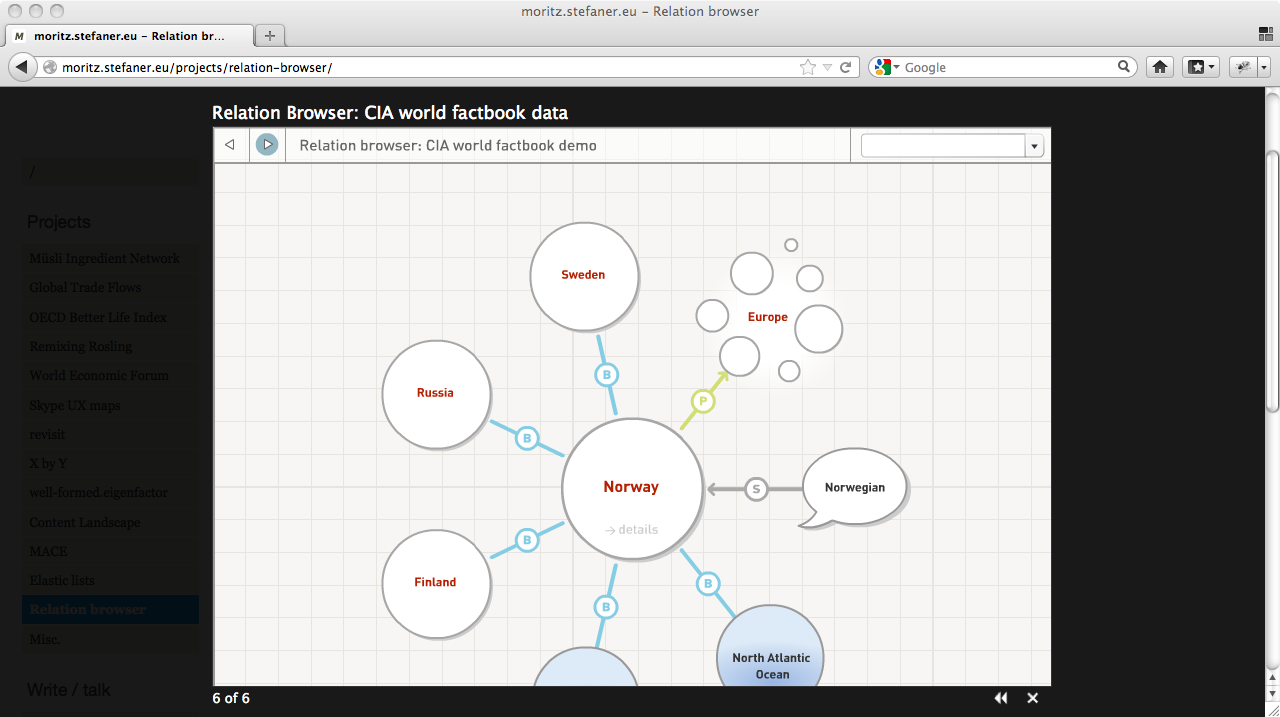 moritz.stefaner.eu – Relation browser
M moritz.stefaner.eu – Relation br...
moritz.stefaner.eu/projects/relation-browser/
Google
Relation Browser: CIA world factbook data
Relation browser: CIA world factbook demo
/
Projects
Müsli Ingredient Network
Global Trade Flows
OECD Better Life Index
Remixing Rosling
World Economic Forum
Skype UX maps
revisit
X by Y
well-formed.eigenfactor
Content Landscape
MACE
Elastic lists
Relation browser
Misc.
Write / talk
Sweden
Europe
B
P
Russia
B
Norway
→ details
S
Norwegian
Finland
B
B
B
North Atlantic
Ocean
6 of 6